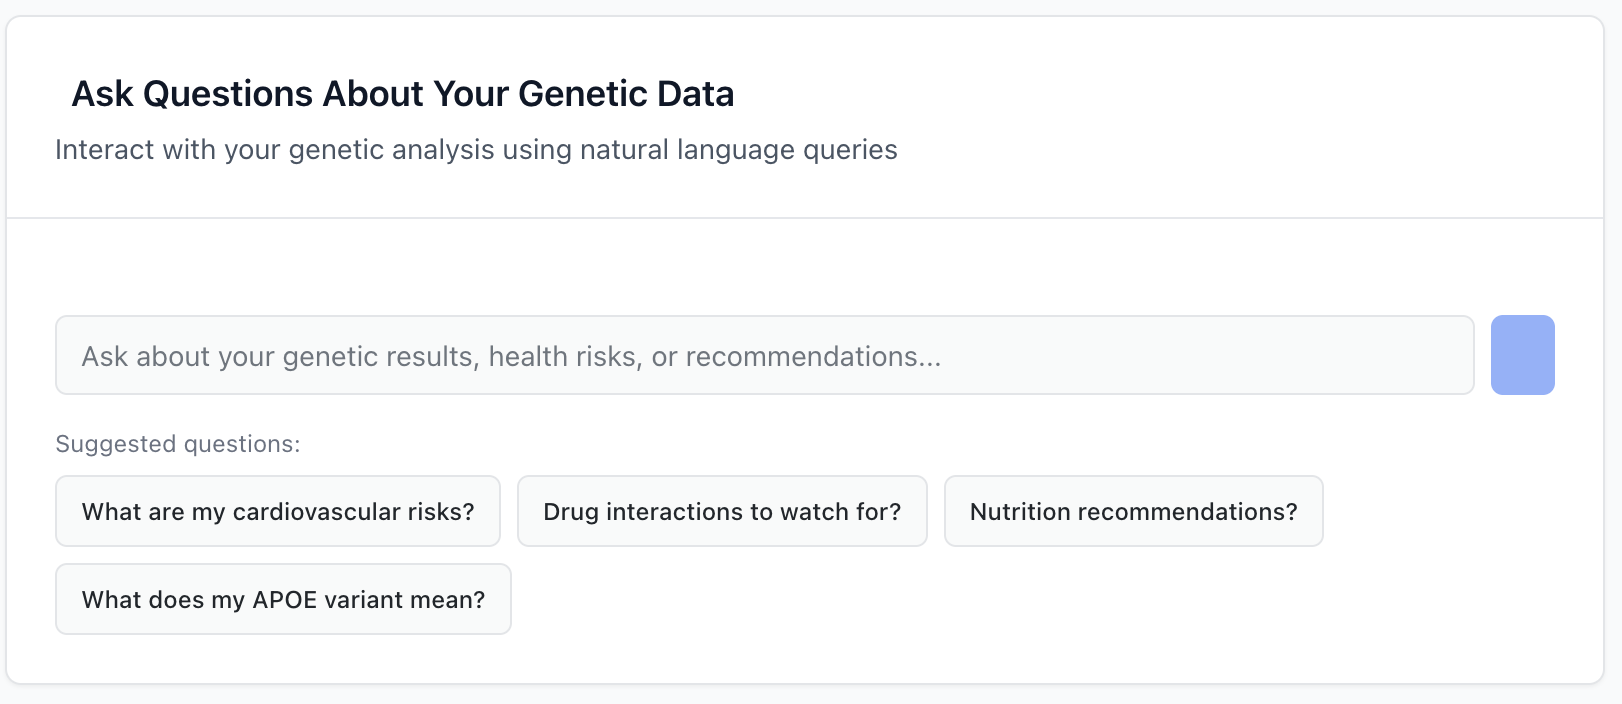 Ask Questions About Your Genetic Data
Interact with your genetic analysis using natural language queries
Ask about your genetic results, health risks, or recommendations...
Suggested questions:
What are my cardiovascular risks?
Drug interactions to watch for?
Nutrition recommendations?
What does my APOE variant mean?